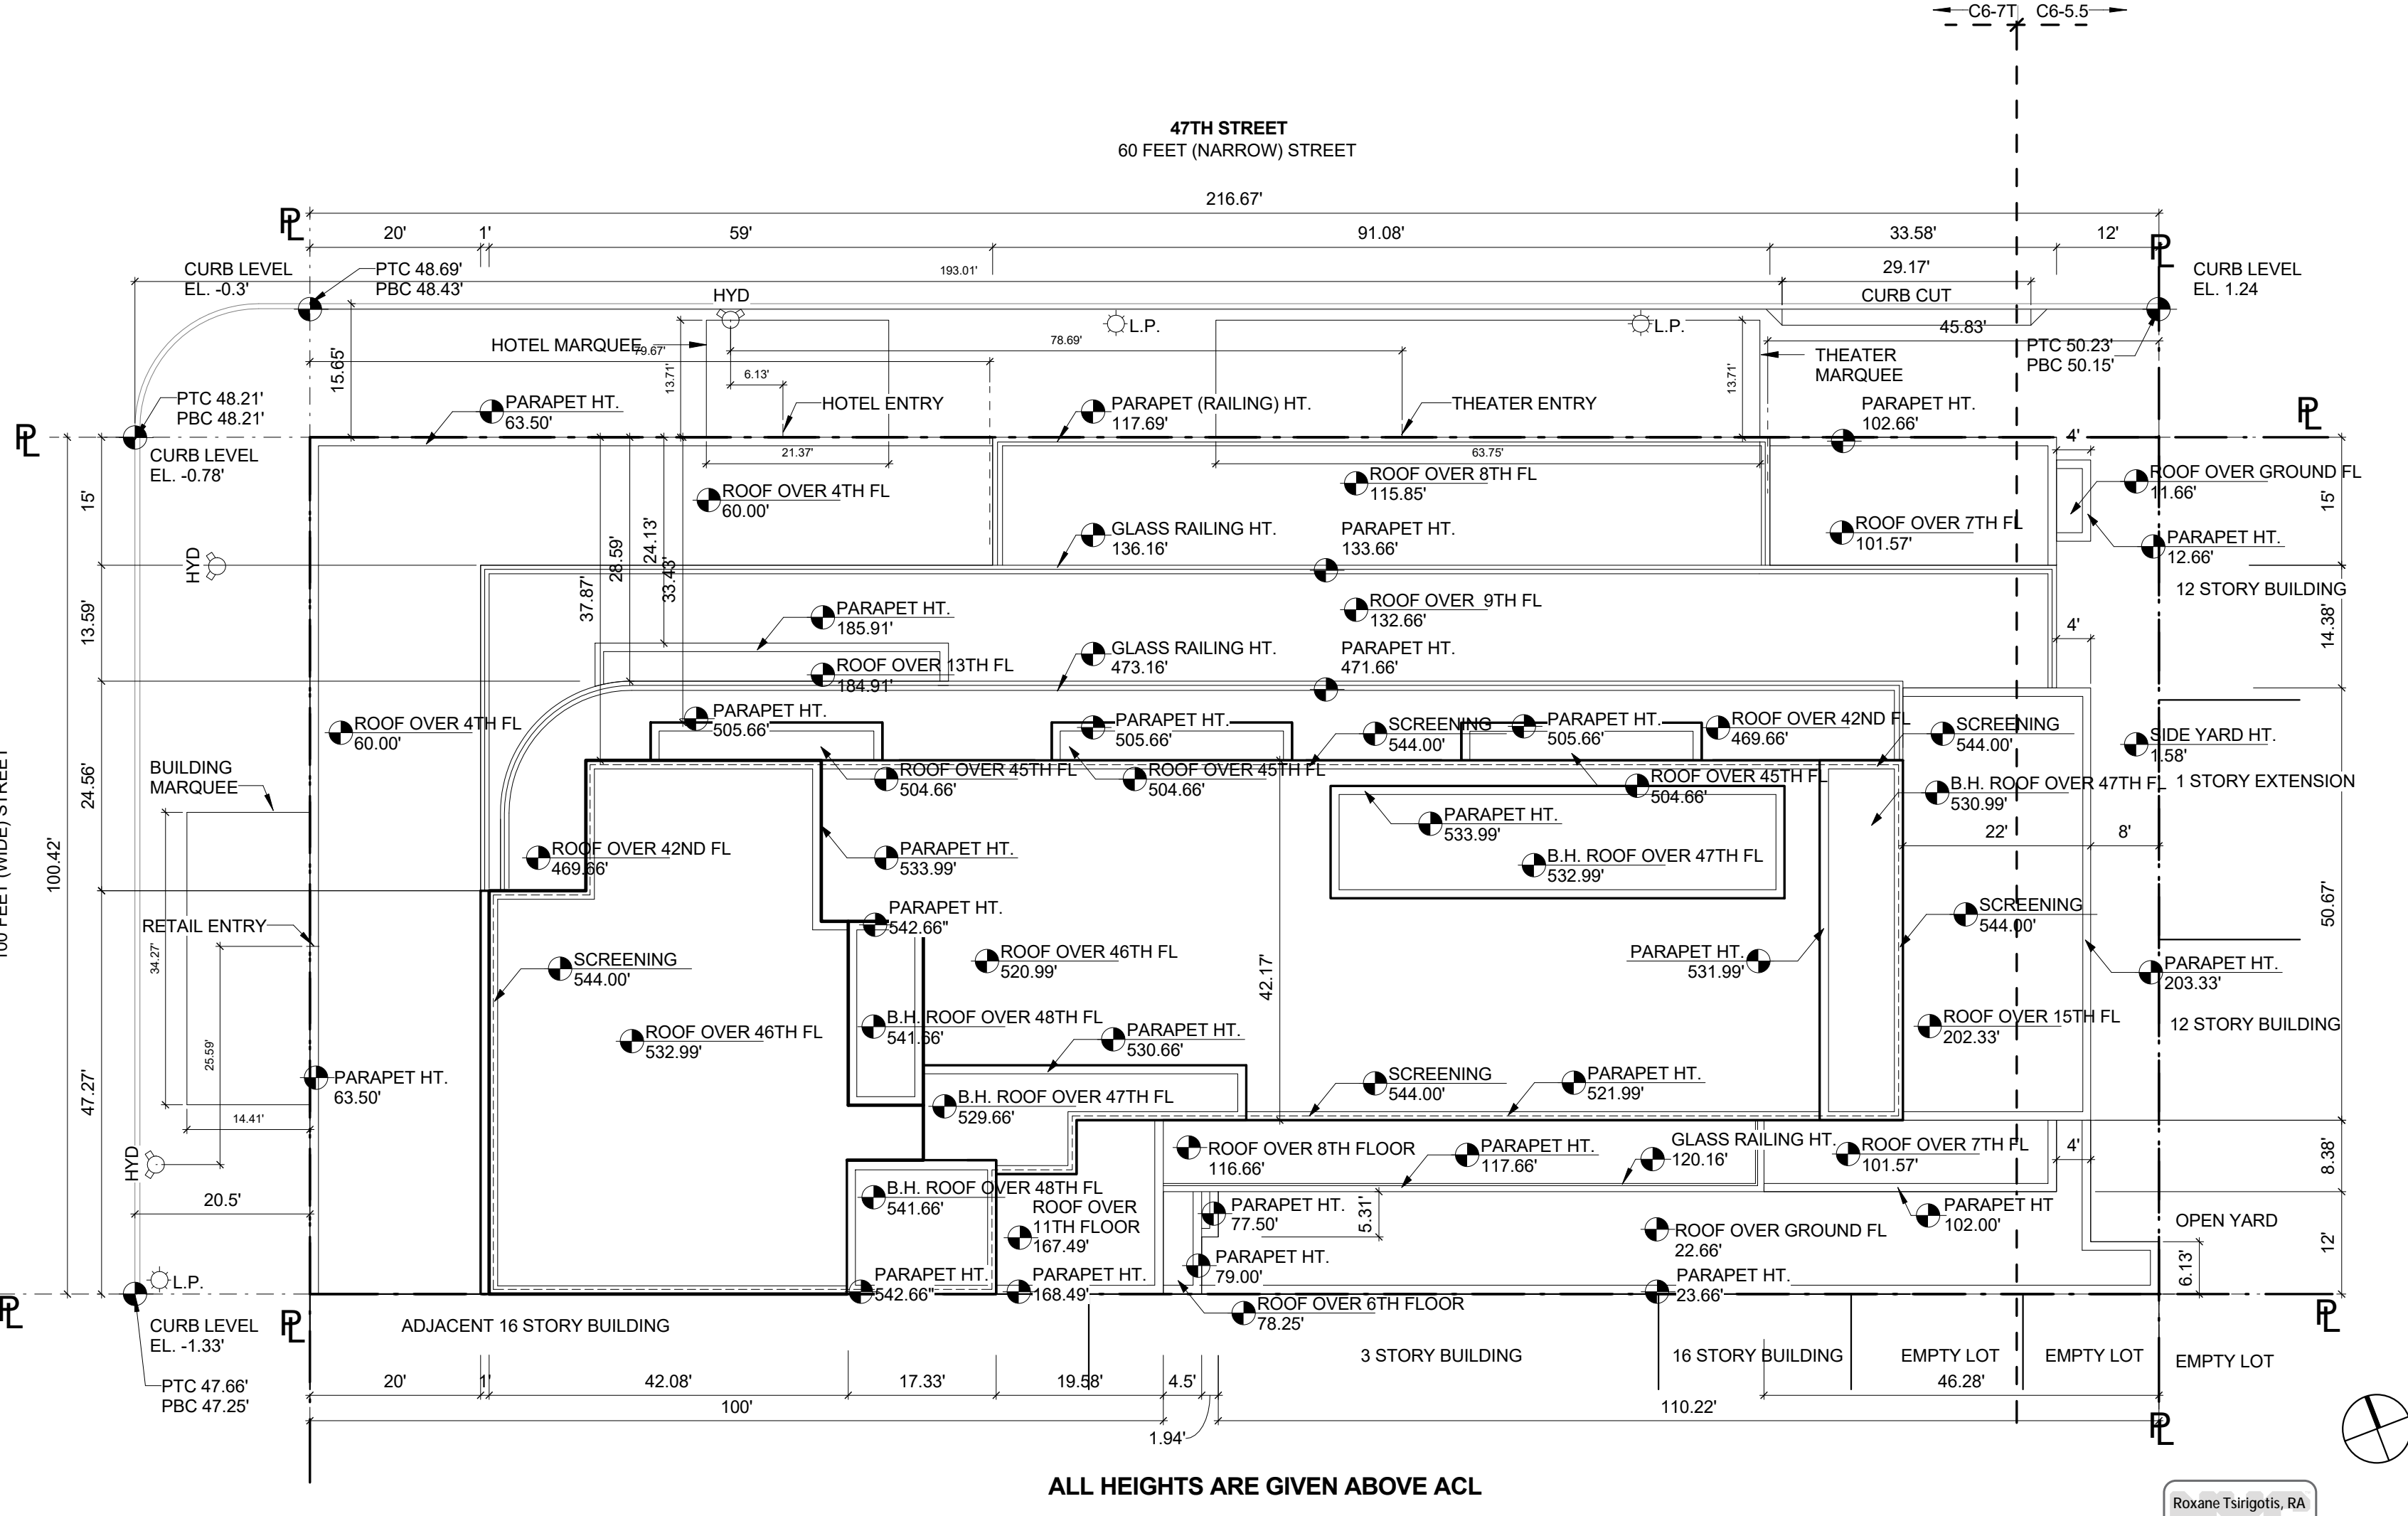 C6-7T C6-5.5
47TH STREET
60 FEET (NARROW) STREET
216.67'
PL
20' 1' 59' 91.08' 33.58' 12'
PL
CURB LEVEL
EL. -0.3'
PTC 48.69'
PBC 48.43'
193.01'
29.17'
CURB LEVEL
EL. 1.24
HYD
CURB CUT
L.P.
L.P.
45.83'
HOTEL MARQUEE
79.67'
78.69'
PTC 50.23'
PBC 50.15'
THEATER
MARQUEE
15.65'
13.71'
6.13'
13.71'
PTC 48.21'
PBC 48.21'
PARAPET HT.
63.50'
HOTEL ENTRY
PARAPET (RAILING) HT.
117.69'
THEATER ENTRY
PARAPET HT.
102.66'
PL
PL
4'
CURB LEVEL
EL. -0.78'
21.37'
63.75'
ROOF OVER 4TH FL
60.00'
ROOF OVER 8TH FL
115.85'
ROOF OVER GROUND FL
11.66'
15'
15'
24.13'
28.59'
33.43'
37.87'
GLASS RAILING HT.
136.16'
PARAPET HT.
133.66'
ROOF OVER 7TH FL
101.57'
PARAPET HT.
12.66'
HYD
12 STORY BUILDING
13.59'
PARAPET HT.
185.91'
ROOF OVER 9TH FL
132.66'
4'
14.38'
ROOF OVER 13TH FL
184.91'
GLASS RAILING HT.
473.16'
PARAPET HT.
471.66'
ROOF OVER 4TH FL
60.00'
PARAPET HT.
505.66'
PARAPET HT.
505.66'
SCREENING
544.00'
PARAPET HT.
505.66'
ROOF OVER 42ND FL
469.66'
SCREENING
544.00'
SIDE YARD HT.
1.58'
BUILDING
MARQUEE
24.56'
ROOF OVER 45TH FL
504.66'
ROOF OVER 45TH FL
504.66'
ROOF OVER 45TH FL
504.66'
B.H. ROOF OVER 47TH FL
530.99'
1 STORY EXTENSION
100 FEET (WIDE) STREET
100.42'
ROOF OVER 42ND FL
469.66'
PARAPET HT.
533.99'
PARAPET HT.
533.99'
B.H. ROOF OVER 47TH FL
532.99'
22' 8'
RETAIL ENTRY
PARAPET HT.
542.66"
SCREENING
544.00'
50.67'
34.27'
SCREENING
544.00'
ROOF OVER 46TH FL
520.99'
42.17'
PARAPET HT.
531.99'
PARAPET HT.
203.33'
25.59'
ROOF OVER 46TH FL
532.99'
B.H. ROOF OVER 48TH FL
541.66'
PARAPET HT.
530.66'
ROOF OVER 15TH FL
202.33'
12 STORY BUILDING
47.27'
PARAPET HT.
63.50'
B.H. ROOF OVER 47TH FL
529.66'
SCREENING
544.00'
PARAPET HT.
521.99'
14.41'
HYD
ROOF OVER 8TH FLOOR
116.66'
PARAPET HT.
117.66'
GLASS RAILING HT.
120.16'
ROOF OVER 7TH FL
101.57'
4'
8.38'
20.5'
B.H. ROOF OVER 48TH FL
541.66'
ROOF OVER
11TH FLOOR
167.49'
PARAPET HT.
77.50'
5.31'
ROOF OVER GROUND FL
22.66'
PARAPET HT
102.00'
OPEN YARD
12'
6.13'
PARAPET HT.
79.00'
L.P.
PARAPET HT.
542.66"
PARAPET HT.
168.49'
PARAPET HT.
23.66'
PL
PL
PL
CURB LEVEL
EL. -1.33'
ADJACENT 16 STORY BUILDING
ROOF OVER 6TH FLOOR
78.25'
3 STORY BUILDING
16 STORY BUILDING
EMPTY LOT
EMPTY LOT
EMPTY LOT
PTC 47.66'
PBC 47.25'
20' 1' 42.08' 17.33' 19.58' 4.5' 46.28'
100' 110.22'
1.94'
PL
ALL HEIGHTS ARE GIVEN ABOVE ACL
Roxane Tsirigotis, RA